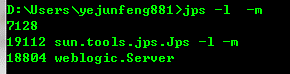 D:\Users\yejunfeng881>jps -l  -m
7128
19112 sun.tools.jps.Jps -l -m
18804 weblogic.Server